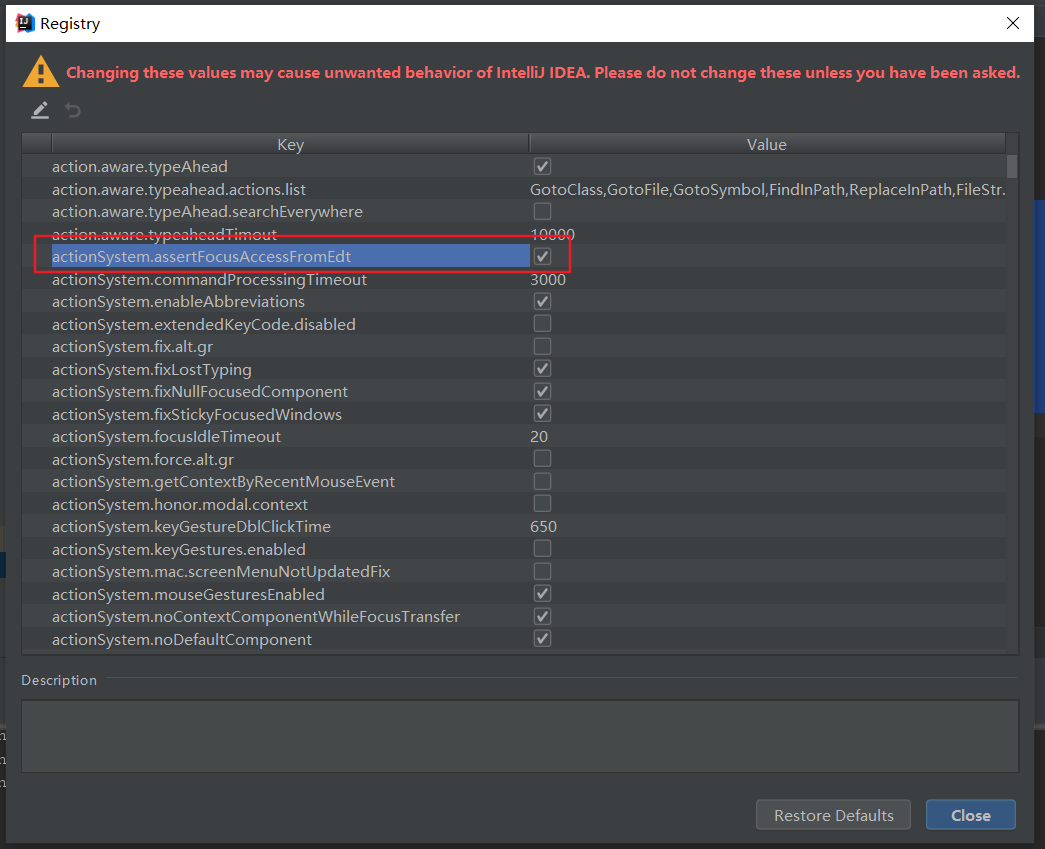 Registry
Changing these values may cause unwanted behavior of IntelliJ IDEA. Please do not change these unless you have been asked.
Key Value
action.aware.typeAhead
action.aware.typeahead.actions.list GotoClass,GotoFile,GotoSymbol,FindInPath,ReplaceInPath,FileStr.
action.aware.typeAhead.searchEverywhere
action.aware.typeaheadTimout 10000
actionSystem.assertFocusAccessFromEdt
actionSystem.commandProcessingTimeout 3000
actionSystem.enableAbbreviations
actionSystem.extendedKeyCode.disabled
actionSystem.fix.alt.gr
actionSystem.fixLostTyping
actionSystem.fixNullFocusedComponent
actionSystem.fixStickyFocusedWindows
actionSystem.focusIdleTimeout 20
actionSystem.force.alt.gr
actionSystem.getContextByRecentMouseEvent
actionSystem.honor.modal.context
actionSystem.keyGestureDblClickTime 650
actionSystem.keyGestures.enabled
actionSystem.mac.screenMenuNotUpdatedFix
actionSystem.mouseGesturesEnabled
actionSystem.noContextComponentWhileFocusTransfer
actionSystem.noDefaultComponent
Description
Restore Defaults Close